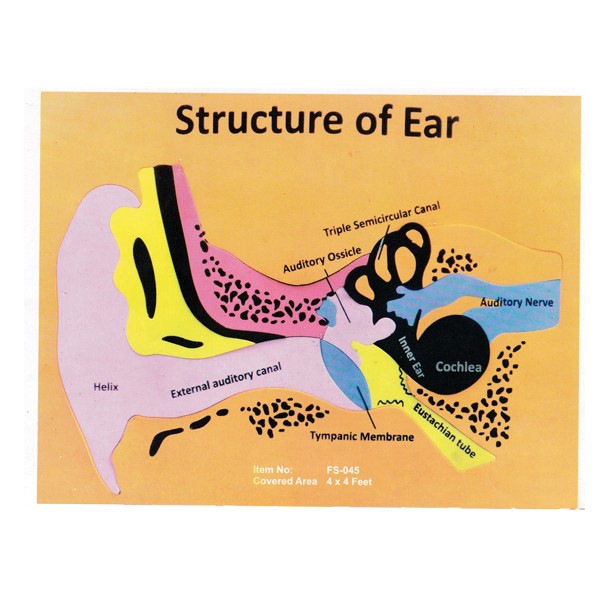 Structure of Ear
Triple Semicircular Canal
Auditory Ossicle
Auditory Nerve
Inner Ear
Cochlea
Helix
External auditory canal
Eustachian tube
Tympanic Membrane
Item No: FS-045
Covered Area 4 x 4 Feet